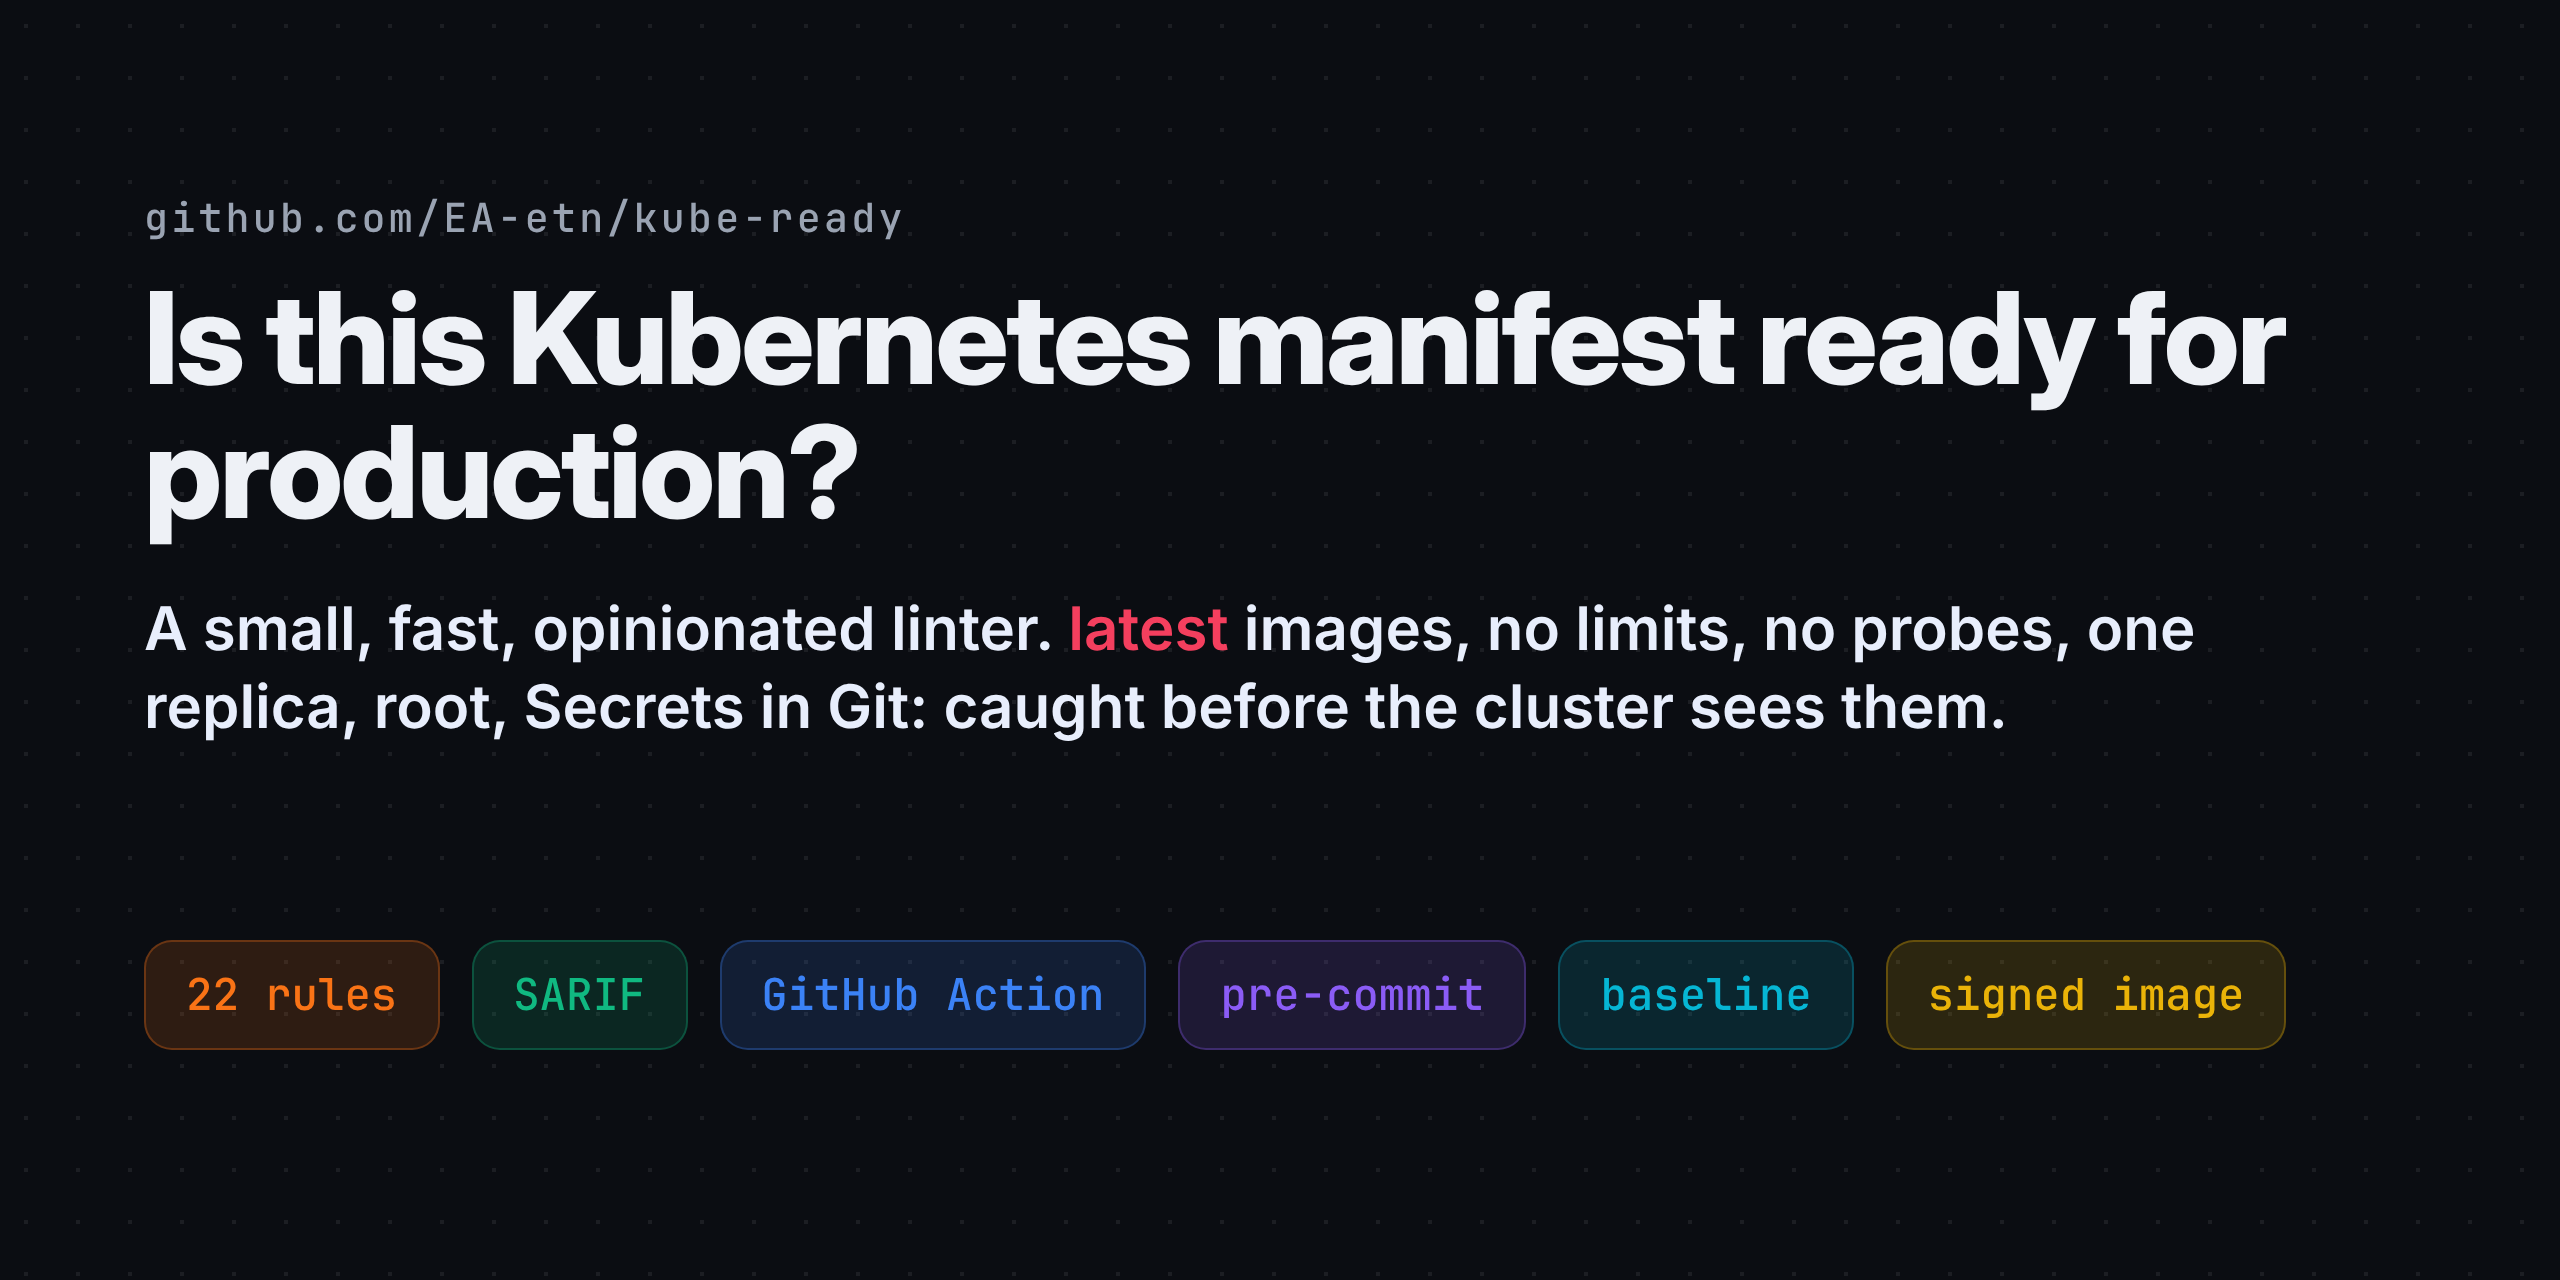 github.com/EA-etn/kube-ready
Is this Kubernetes manifest ready for
production?
A small, fast, opinionated linter. latest images, no limits, no probes, one
replica, root, Secrets in Git: caught before the cluster sees them.
22 rules SARIF GitHub Action pre-commit baseline signed image